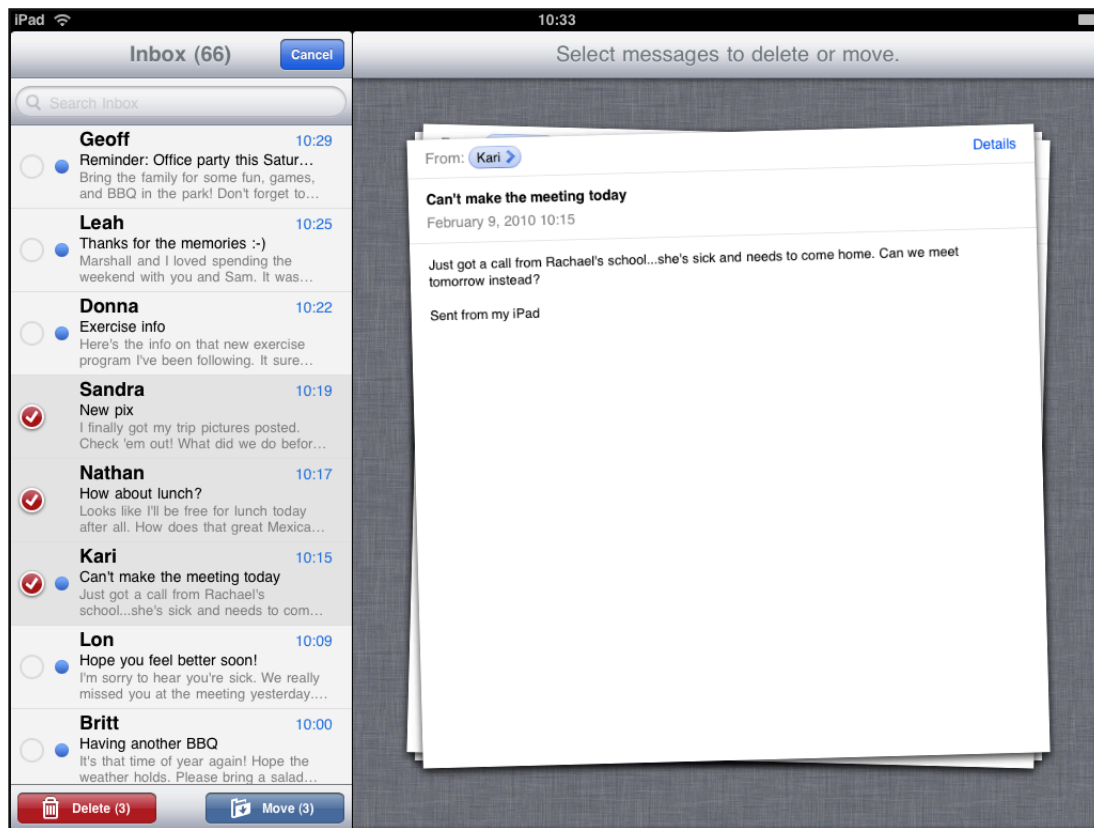 iPad
10:33
Inbox (66)
Cancel
Select messages to delete or move.
Search Inbox
Geoff
10:29
Reminder: Office party this Satur...
Bring the family for some fun, games,
and BBQ in the park! Don't forget to...
Leah
10:25
Thanks for the memories :-)
Marshall and I loved spending the
weekend with you and Sam. It was...
Donna
10:22
Exercise info
Here's the info on that new exercise
program I've been following. It sure...
Sandra
10:19
New pix
I finally got my trip pictures posted.
Check 'em out! What did we do befor...
Nathan
10:17
How about lunch?
Looks like I'll be free for lunch today
after all. How does that great Mexica...
Kari
10:15
Can't make the meeting today
Just got a call from Rachael's
school...she's sick and needs to com...
Lon
10:09
Hope you feel better soon!
I'm sorry to hear you're sick. We really
missed you at the meeting yesterday....
Britt
10:00
Having another BBQ
It's that time of year again! Hope the
weather holds. Please bring a salad...
Delete (3)
Move (3)
From: Kari
Details
Can't make the meeting today
February 9, 2010 10:15
Just got a call from Rachael's school...she's sick and needs to come home. Can we meet
tomorrow instead?
Sent from my iPad